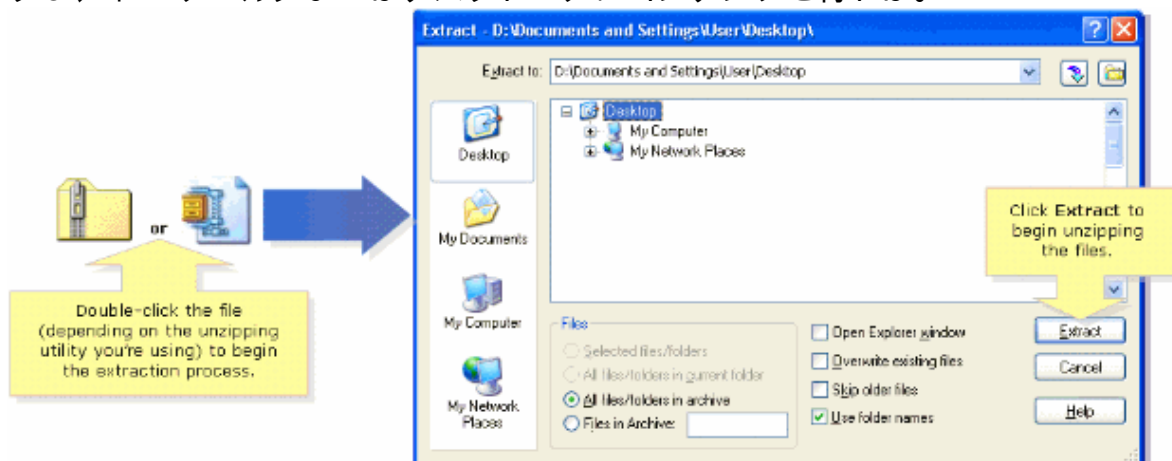 Extract - D:\Documents and Settings\User\Desktop\
Extract to: D:\Documents and Settings\User\Desktop
Desktop
My Documents
My Computer
My Network
Places
Desktop
My Computer
My Network Places
or
Double-click the file
(depending on the unzipping
utility you're using) to begin
the extraction process.
Click Extract to
begin unzipping
the files.
Files
Selected files/folders
All files/folders in current folder
All files/folders in archive
Files in Archive:
Open Explorer window
Overwrite existing files
Skip older files
Use folder names
Extract
Cancel
Help